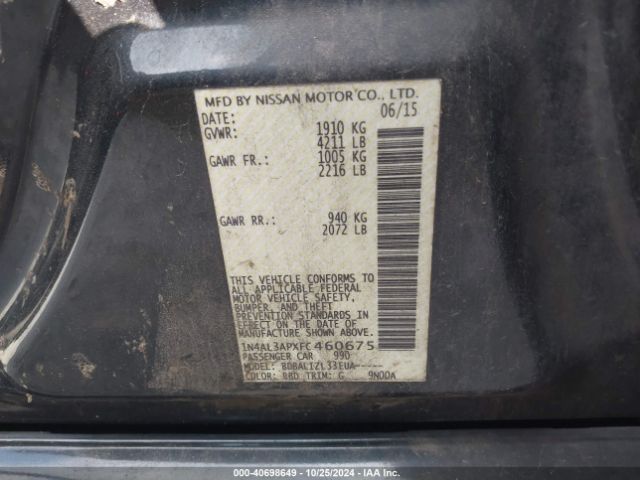 MFD BY NISSAN MOTOR CO., LTD.
DATE: 06/15
GVWR: 1910 KG
4211 LB
GAWR FR.: 1005 KG
2216 LB
GAWR RR.: 940 KG
2072 LB
THIS VEHICLE CONFORMS TO
ALL APPLICABLE FEDERAL
MOTOR VEHICLE SAFETY,
BUMPER, AND THEFT
PREVENTION STANDARDS
IN EFFECT ON THE DATE OF
MANUFACTURE SHOWN ABOVE.
1N4AL3APXFC460675
PASSENGER CAR 990
MODEL: BDBALIZL33EUA-----
COLOR: RBD TRIM: G 9N00A
000-40698649 - 10/25/2024 - IAA Inc.